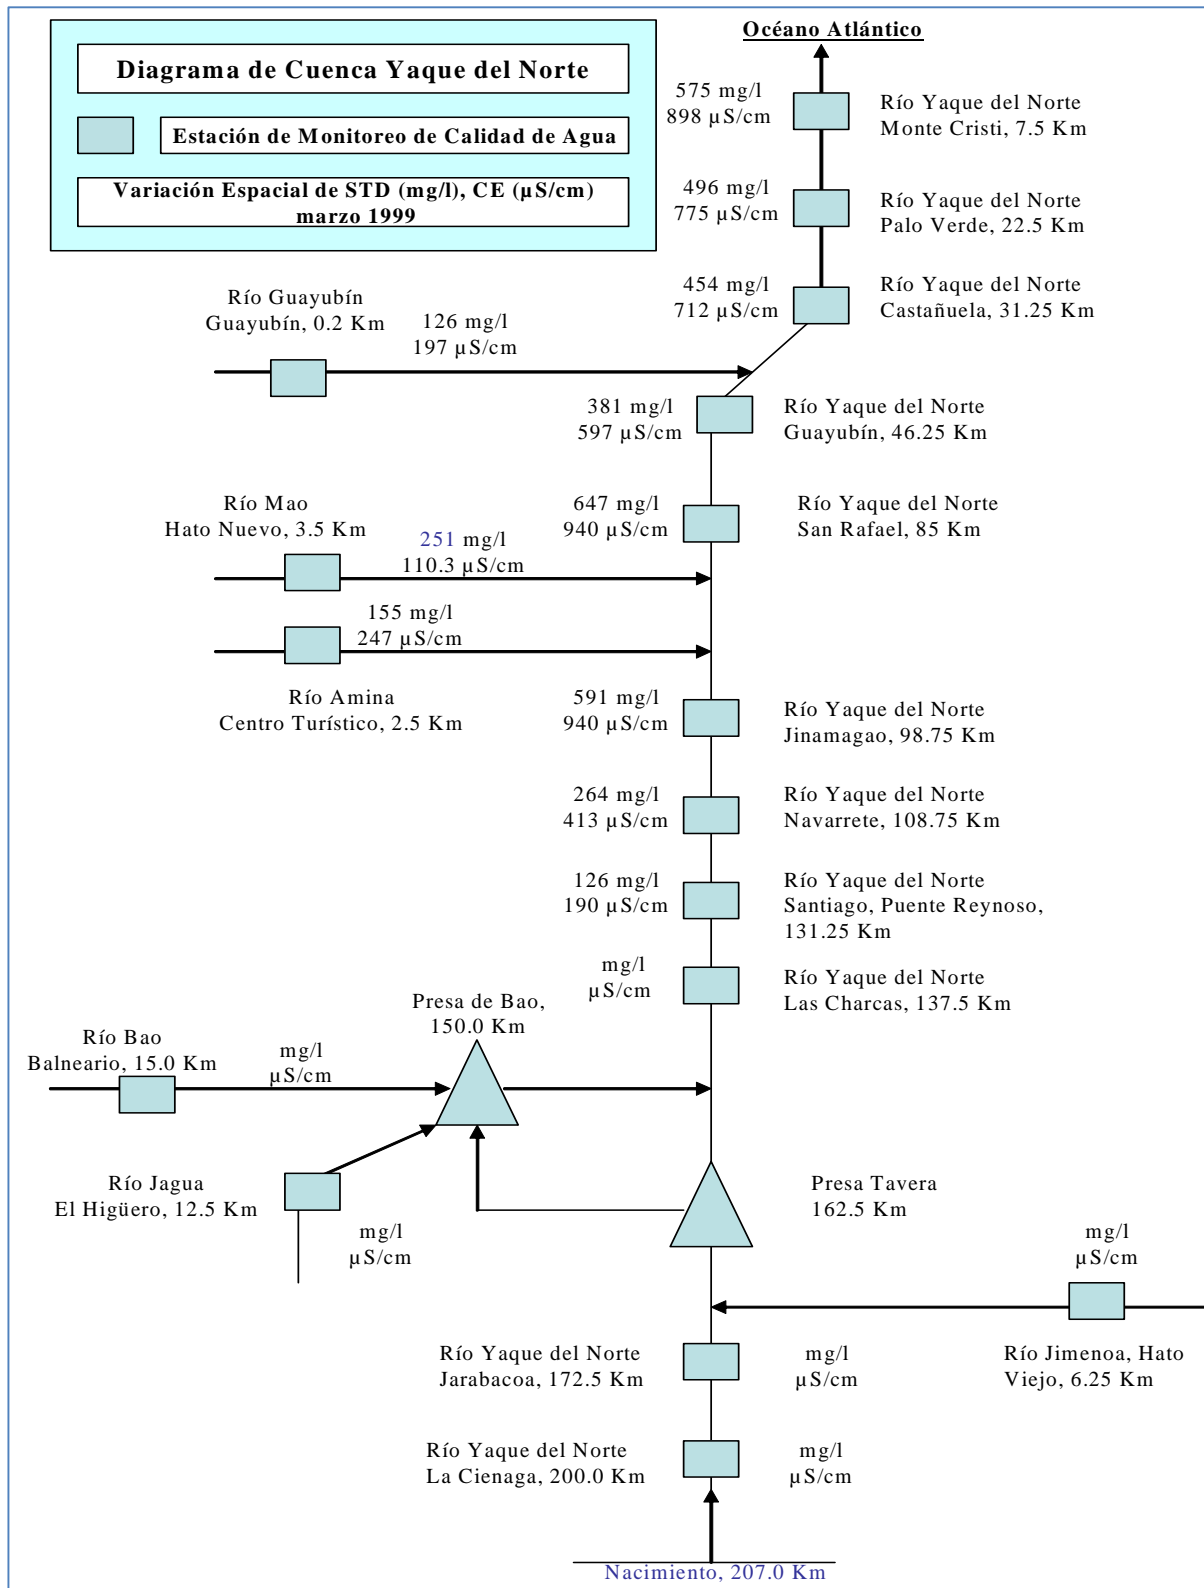 Océano Atlántico
Diagrama de Cuenca Yaque del Norte
Estación de Monitoreo de Calidad de Agua
Variación Espacial de STD (mg/l), CE (µS/cm)
marzo 1999
575 mg/l
898 µS/cm
Río Yaque del Norte
Monte Cristi, 7.5 Km
496 mg/l
775 µS/cm
Río Yaque del Norte
Palo Verde, 22.5 Km
454 mg/l
712 µS/cm
Río Yaque del Norte
Castañuela, 31.25 Km
Río Guayubín
Guayubín, 0.2 Km
126 mg/l
197 µS/cm
381 mg/l
597 µS/cm
Río Yaque del Norte
Guayubín, 46.25 Km
Río Mao
Hato Nuevo, 3.5 Km
251 mg/l
110.3 µS/cm
647 mg/l
940 µS/cm
Río Yaque del Norte
San Rafael, 85 Km
155 mg/l
247 µS/cm
Río Amina
Centro Turístico, 2.5 Km
591 mg/l
940 µS/cm
Río Yaque del Norte
Jinamagao, 98.75 Km
264 mg/l
413 µS/cm
Río Yaque del Norte
Navarrete, 108.75 Km
126 mg/l
190 µS/cm
Río Yaque del Norte
Santiago, Puente Reynoso,
131.25 Km
mg/l
µS/cm
Río Yaque del Norte
Las Charcas, 137.5 Km
Presa de Bao,
150.0 Km
Río Bao
Balneario, 15.0 Km
mg/l
µS/cm
Río Jagua
El Higüero, 12.5 Km
mg/l
µS/cm
Presa Tavera
162.5 Km
mg/l
µS/cm
Río Jimenoa, Hato
Viejo, 6.25 Km
Río Yaque del Norte
Jarabacoa, 172.5 Km
mg/l
µS/cm
Río Yaque del Norte
La Cienaga, 200.0 Km
mg/l
µS/cm
Nacimiento, 207.0 Km